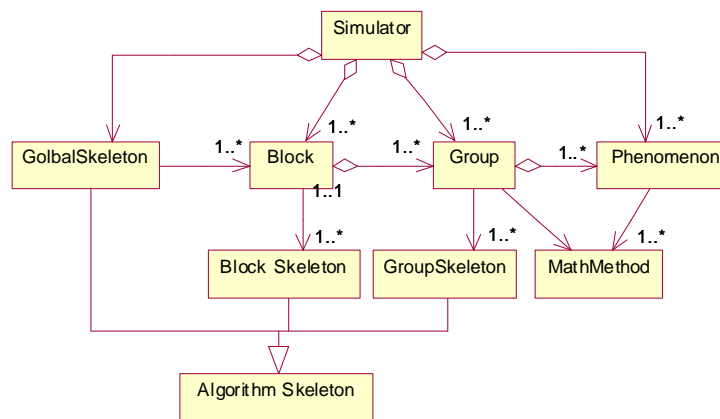 Simulator
1..*
1..*
1..*
GolbalSkeleton
1..*
Block
1..*
Group
1..*
Phenomenon
1..1
1..*
1..*
1..*
Block Skeleton
GroupSkeleton
MathMethod
Algorithm Skeleton